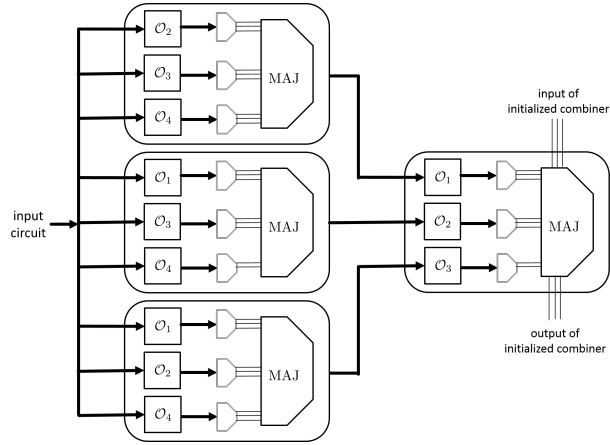 𝒪₂
𝒪₃
MAJ
𝒪₄
input of
initialized combiner
𝒪₁
𝒪₁
input
circuit
𝒪₃
MAJ
𝒪₂
MAJ
𝒪₄
𝒪₃
𝒪₁
output of
initialized combiner
𝒪₂
MAJ
𝒪₄